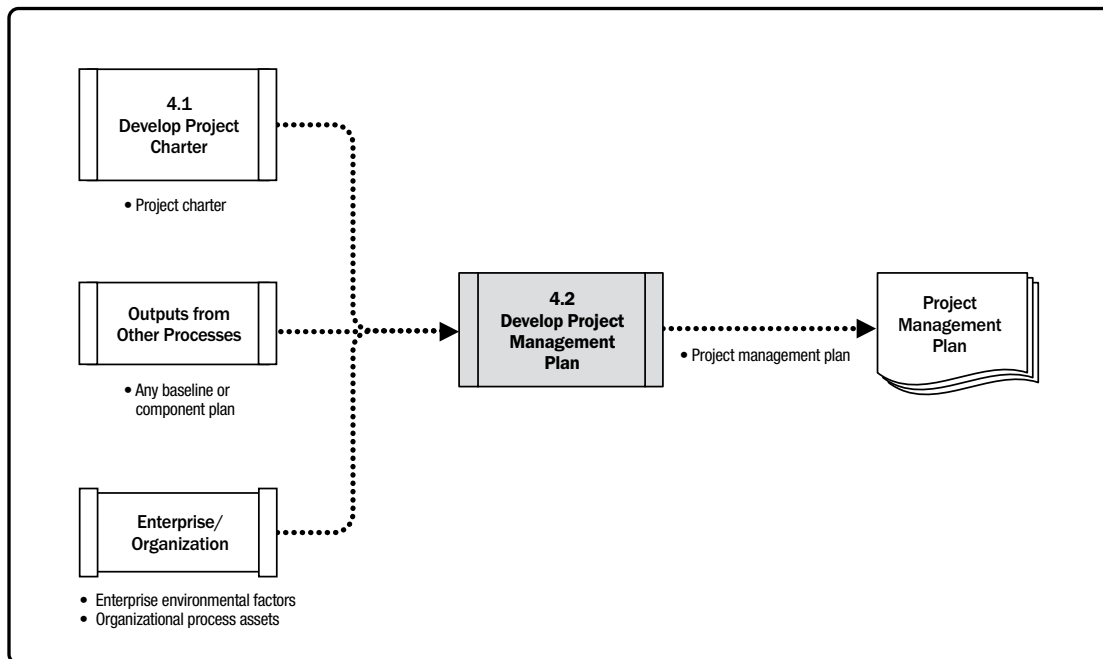 4.1
Develop Project
Charter
• Project charter
Outputs from
Other Processes
• Any baseline or
component plan
Enterprise/
Organization
• Enterprise environmental factors
• Organizational process assets
4.2
Develop Project
Management
Plan
• Project management plan
Project
Management
Plan